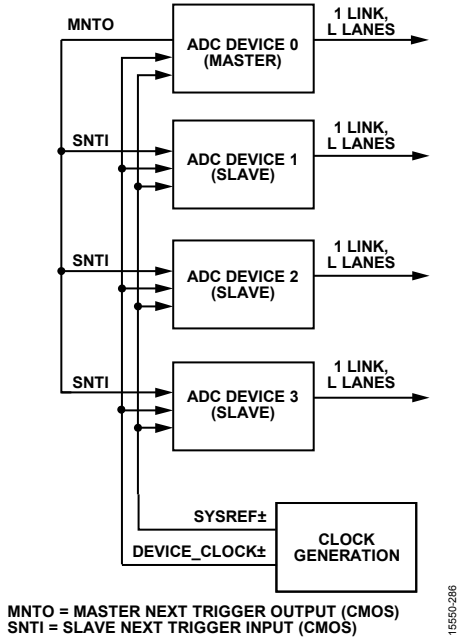 MNTO
ADC DEVICE 0
(MASTER)
1 LINK,
L LANES
SNTI
ADC DEVICE 1
(SLAVE)
1 LINK,
L LANES
SNTI
ADC DEVICE 2
(SLAVE)
1 LINK,
L LANES
SNTI
ADC DEVICE 3
(SLAVE)
1 LINK,
L LANES
SYSREF±
DEVICE_CLOCK±
CLOCK
GENERATION
MNTO = MASTER NEXT TRIGGER OUTPUT (CMOS)
SNTI = SLAVE NEXT TRIGGER INPUT (CMOS)
15550-286